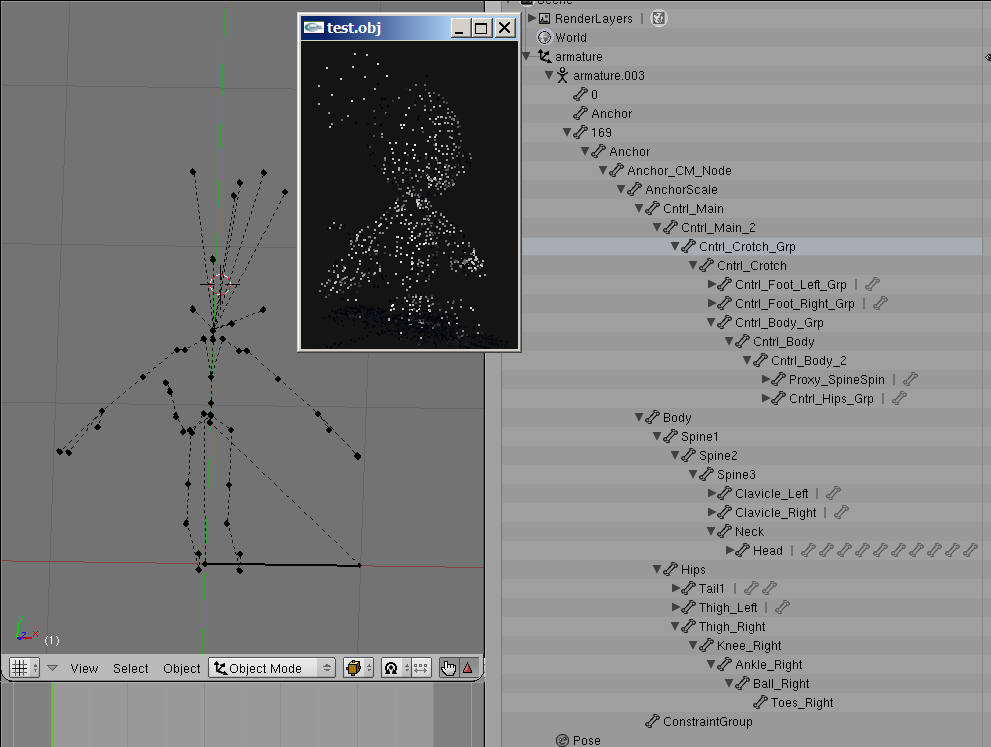 Scene
test.obj
RenderLayers
World
armature
armature.003
0
Anchor
169
Anchor
Anchor_CM_Node
AnchorScale
Cntrl_Main
Cntrl_Main_2
Cntrl_Crotch_Grp
Cntrl_Crotch
Cntrl_Foot_Left_Grp
Cntrl_Foot_Right_Grp
Cntrl_Body_Grp
Cntrl_Body
Cntrl_Body_2
Proxy_SpineSpin
Cntrl_Hips_Grp
Body
Spine1
Spine2
Spine3
Clavicle_Left
Clavicle_Right
Neck
Head
Hips
Tail1
Thigh_Left
Thigh_Right
Knee_Right
Ankle_Right
Ball_Right
Toes_Right
ConstraintGroup
Pose
z x
(1)
View Select Object Object Mode